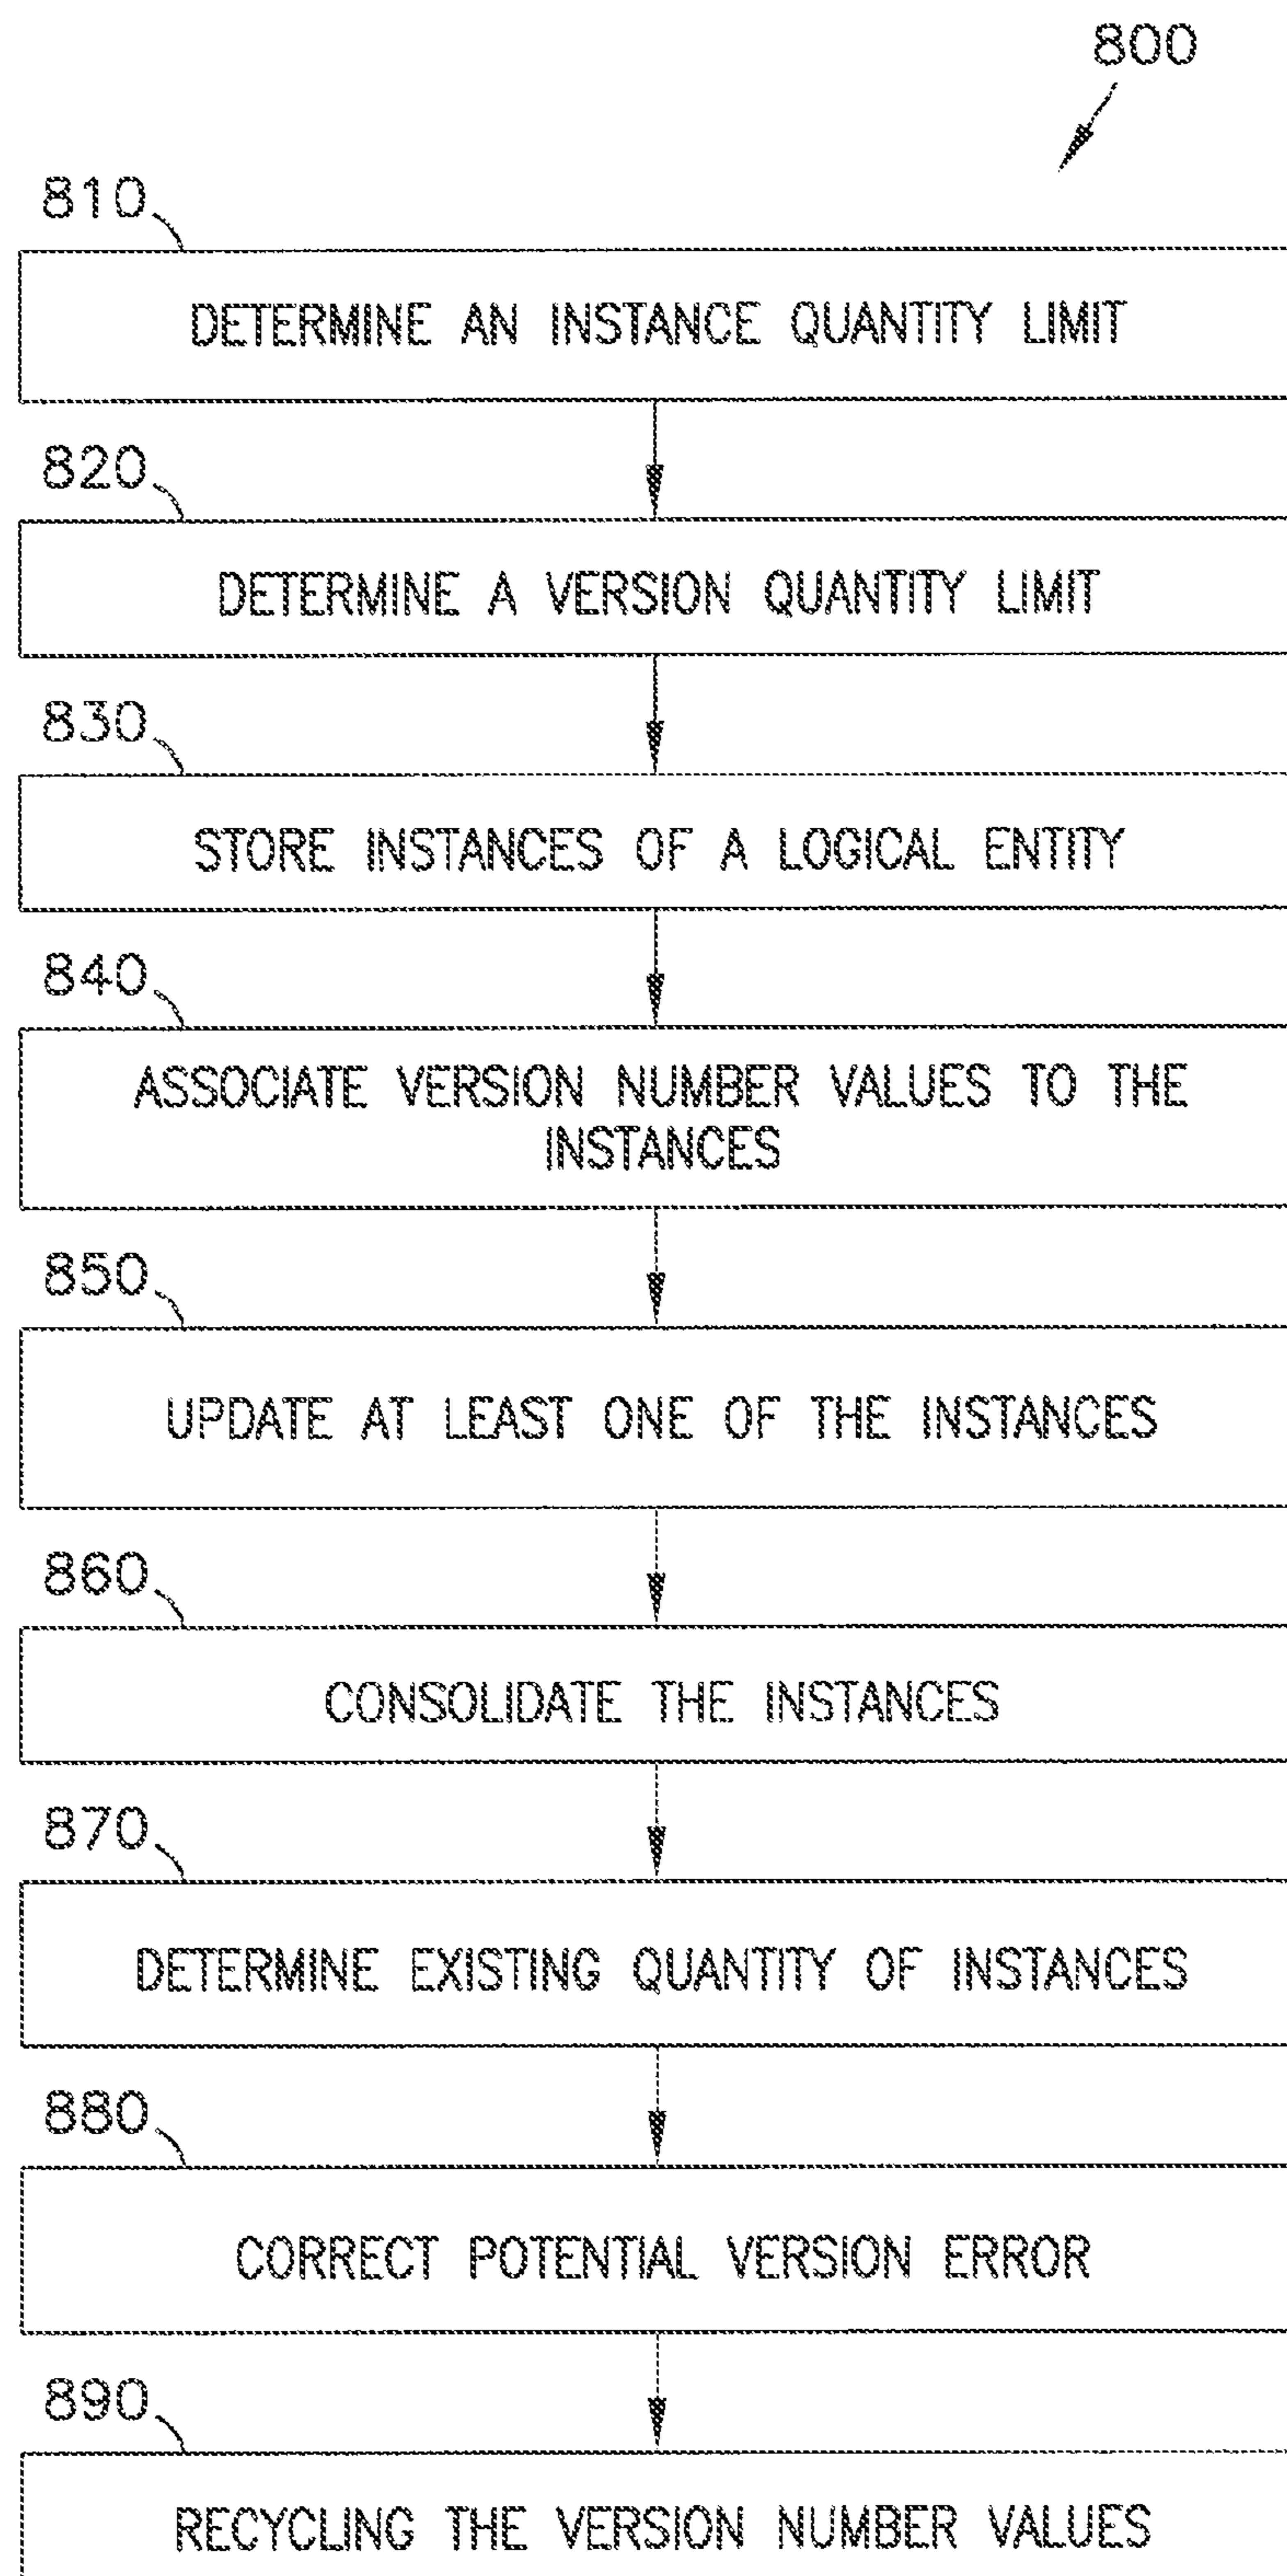 800
810
DETERMINE AN INSTANCE QUANTITY LIMIT
820
DETERMINE A VERSION QUANTITY LIMIT
830
STORE INSTANCES OF A LOGICAL ENTITY
840
ASSOCIATE VERSION NUMBER VALUES TO THE
INSTANCES
850
UPDATE AT LEAST ONE OF THE INSTANCES
860
CONSOLIDATE THE INSTANCES
870
DETERMINE EXISTING QUANTITY OF INSTANCES
880
CORRECT POTENTIAL VERSION ERROR
890
RECYCLING THE VERSION NUMBER VALUES